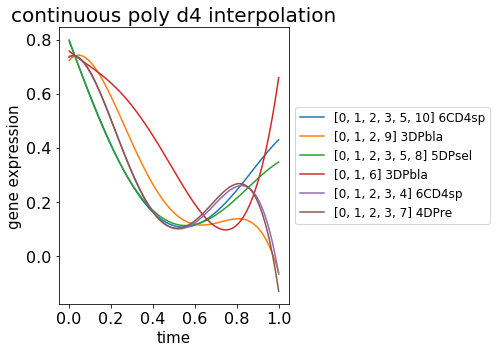 continuous poly d4 interpolation
gene expression
0.8
0.6
0.4
0.2
0.0
0.0 0.2 0.4 0.6 0.8 1.0
time
[0, 1, 2, 3, 5, 10] 6CD4sp
[0, 1, 2, 9] 3DPbla
[0, 1, 2, 3, 5, 8] 5DPsel
[0, 1, 6] 3DPbla
[0, 1, 2, 3, 4] 6CD4sp
[0, 1, 2, 3, 7] 4DPre